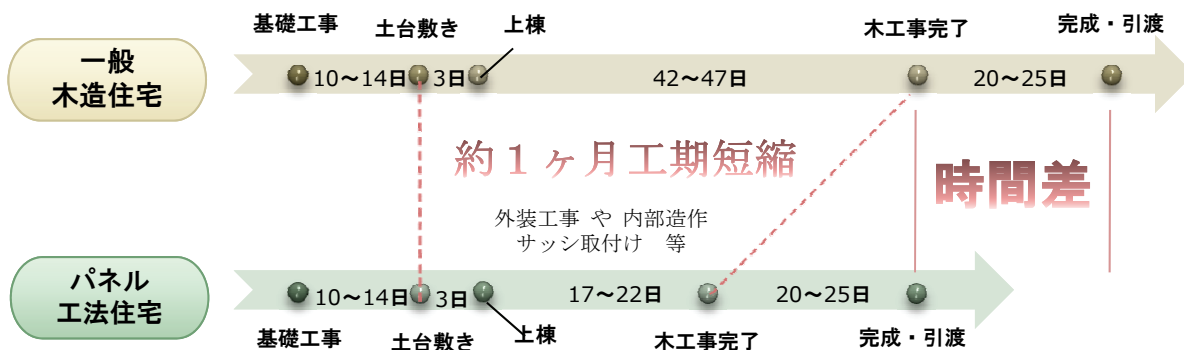 基礎工事 土台敷き 上棟 木工事完了 完成・引渡
一般
木造住宅
10～14日 3日 42～47日 20～25日
約１ヶ月工期短縮
時間差
外装工事 や 内部造作
サッシ取付け 等
パネル
工法住宅
10～14日 3日 17～22日 20～25日
基礎工事 土台敷き 上棟 木工事完了 完成・引渡